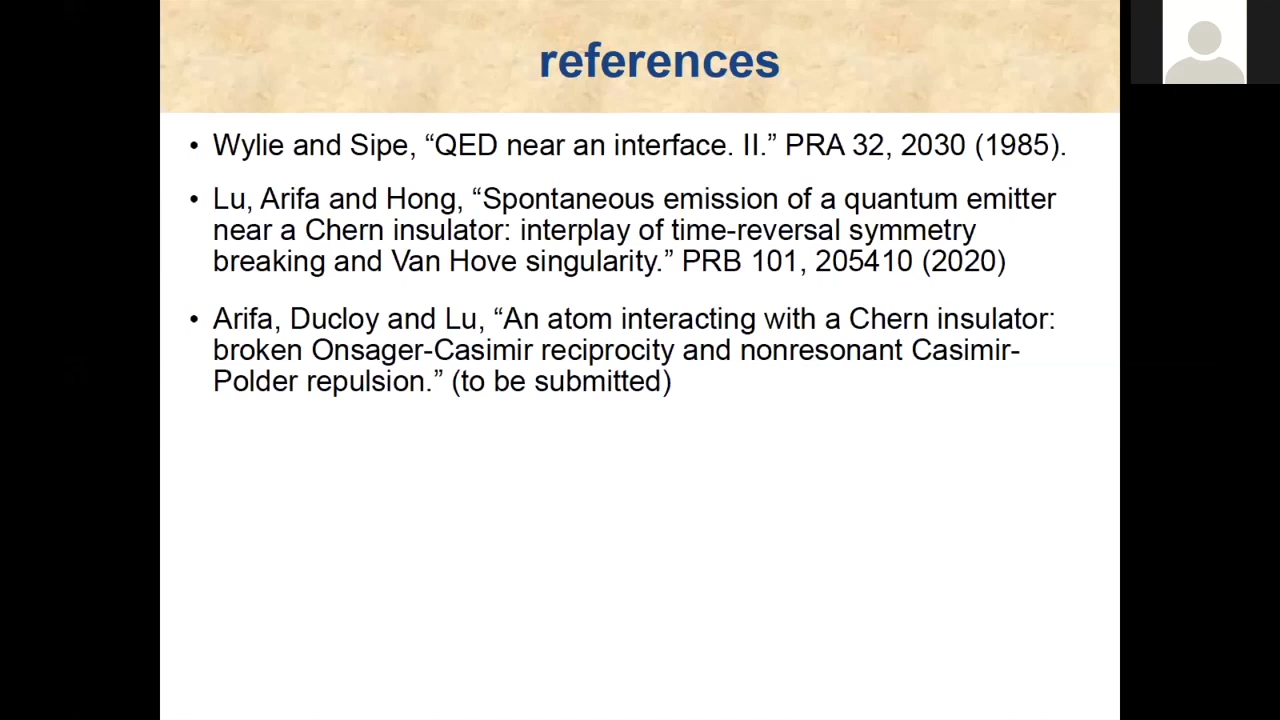 references
• Wylie and Sipe, “QED near an interface. II.” PRA 32, 2030 (1985).
• Lu, Arifa and Hong, “Spontaneous emission of a quantum emitter
near a Chern insulator: interplay of time-reversal symmetry
breaking and Van Hove singularity.” PRB 101, 205410 (2020)
• Arifa, Ducloy and Lu, “An atom interacting with a Chern insulator:
broken Onsager-Casimir reciprocity and nonresonant Casimir-
Polder repulsion.” (to be submitted)